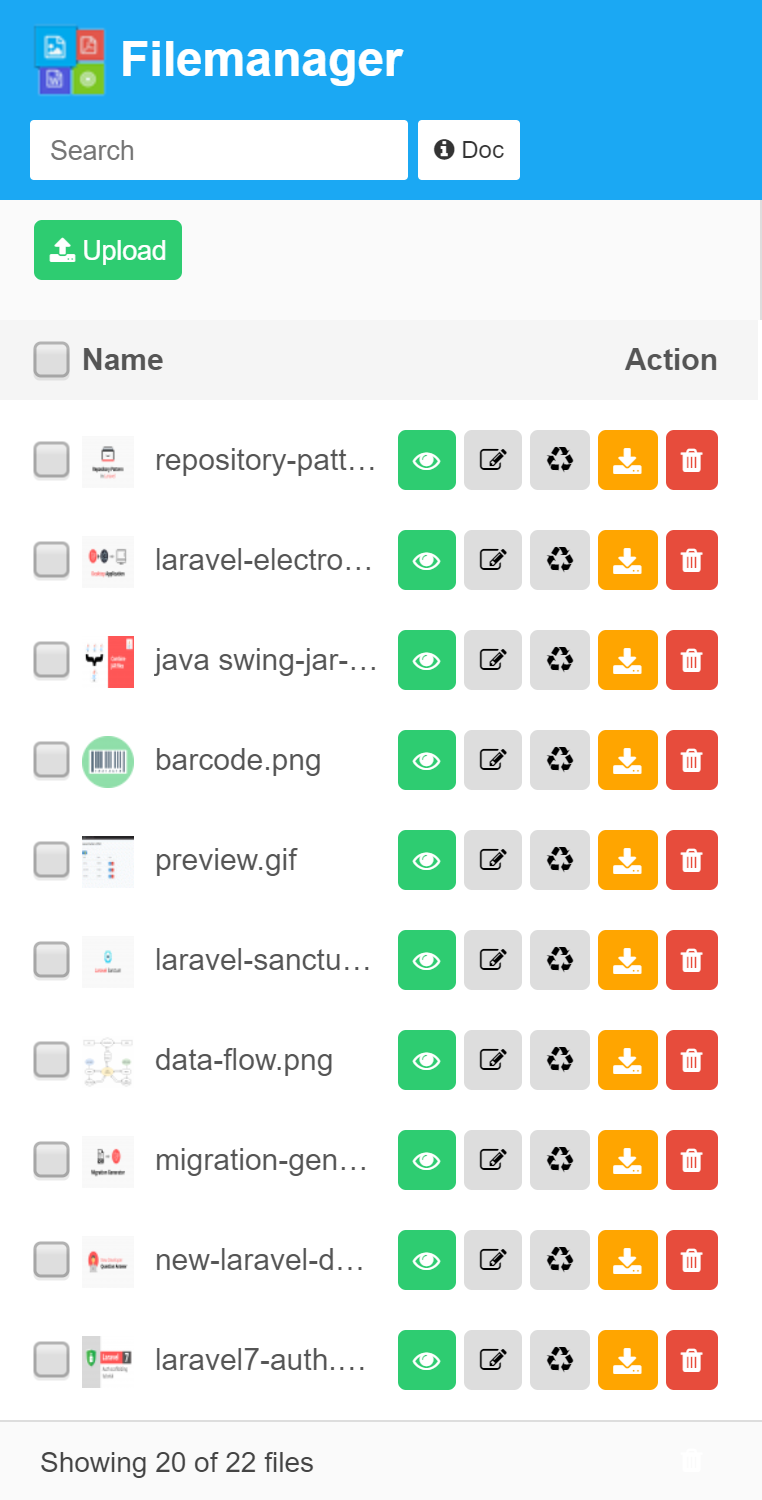 Filemanager
Search
Doc
Upload
Name Action
repository-patt...
laravel-electro...
java swing-jar-...
barcode.png
preview.gif
laravel-sanctu...
data-flow.png
migration-gen...
new-laravel-d...
laravel7-auth....
Showing 20 of 22 files